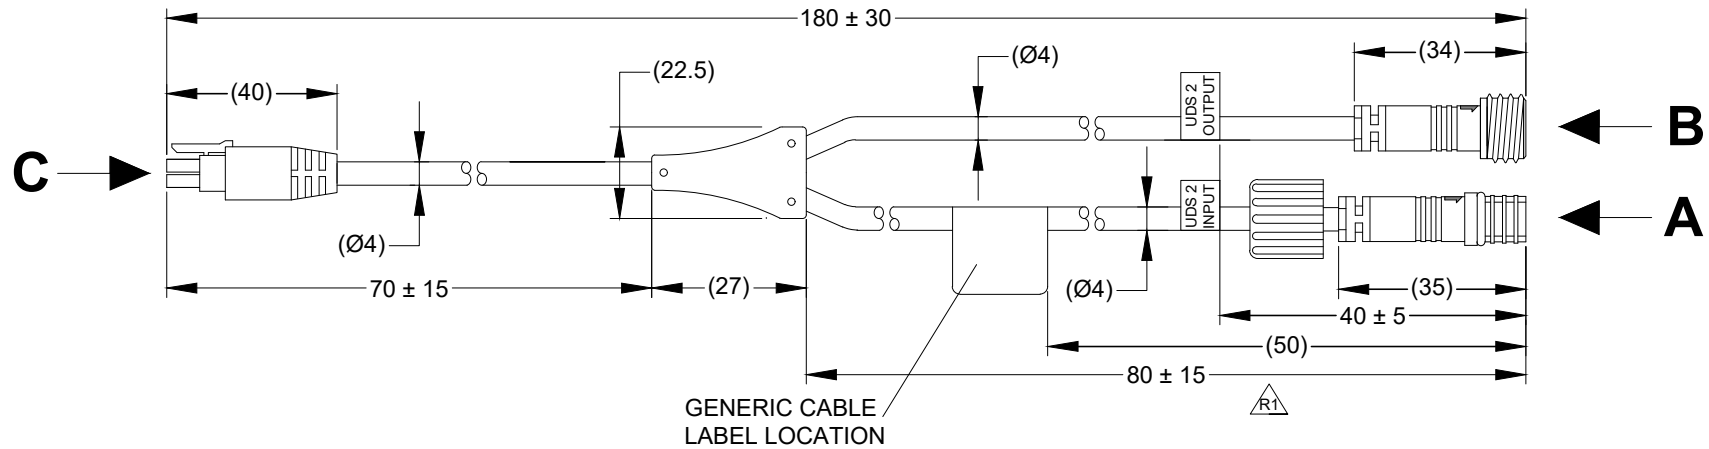 180 ± 30
(34)
(Ø4)
(22.5)
(40)
UDS 2
OUTPUT
B
C
UDS 2
INPUT
A
(Ø4)
70 ± 15
(27)
(Ø4)
(35)
40 ± 5
(50)
80 ± 15
R1
GENERIC CABLE
LABEL LOCATION